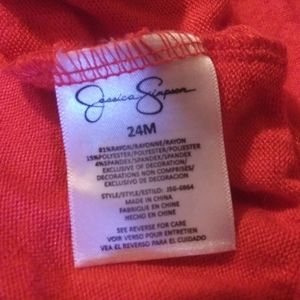 Jessica Simpson
24M
81%RAYON/RAYONNE/RAYON
15%POLYESTER/POLYESTER/POLIESTER
4%SPANDEX/SPANDEX/SPANDEX
EXCLUSIVE OF DECORATION/
DECORATIONS NON COMPRISES/
EXCLUSIVO DE DECORACION
STYLE/STYLE/ESTILO: JSG-6864
MADE IN CHINA
FABRIQUE EN CHINE
HECHO EN CHINA
SEE REVERSE FOR CARE
VOIR VERSO POUR ENTRETIEN
VEA EL REVERSO PARA EL CUIDADO